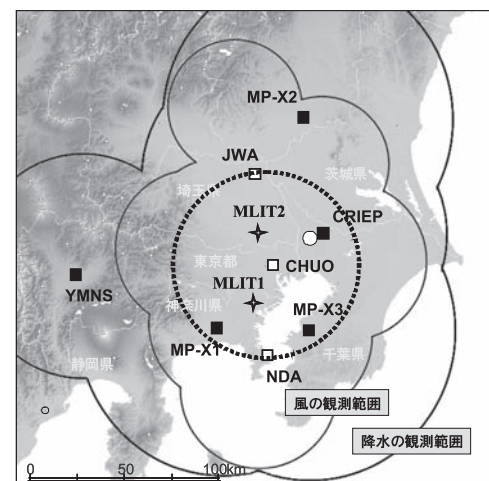 MP-X2
JWA
茨城県
埼玉県
MLIT2
CRIEP
東京都
CHUO
YMNS
MLIT1
神奈川県
MP-X3
MP-X1
千葉県
静岡県
NDA
風の観測範囲
降水の観測範囲
0 50 100km